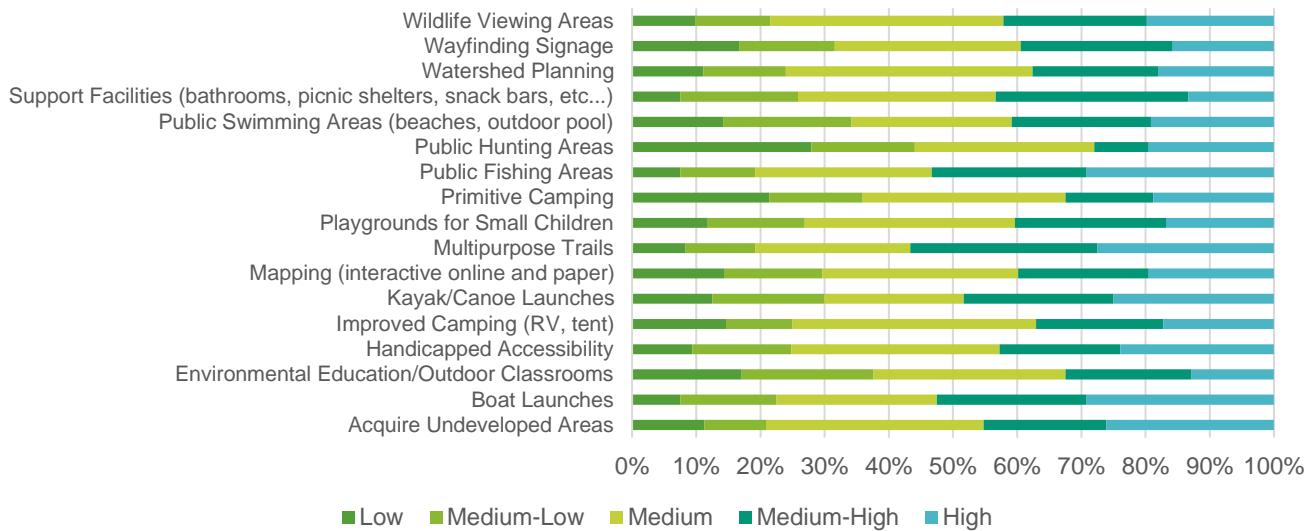 Wildlife Viewing Areas
Wayfinding Signage
Watershed Planning
Support Facilities (bathrooms, picnic shelters, snack bars, etc...)
Public Swimming Areas (beaches, outdoor pool)
Public Hunting Areas
Public Fishing Areas
Primitive Camping
Playgrounds for Small Children
Multipurpose Trails
Mapping (interactive online and paper)
Kayak/Canoe Launches
Improved Camping (RV, tent)
Handicapped Accessibility
Environmental Education/Outdoor Classrooms
Boat Launches
Acquire Undeveloped Areas
0% 10% 20% 30% 40% 50% 60% 70% 80% 90% 100%
Low Medium-Low Medium Medium-High High